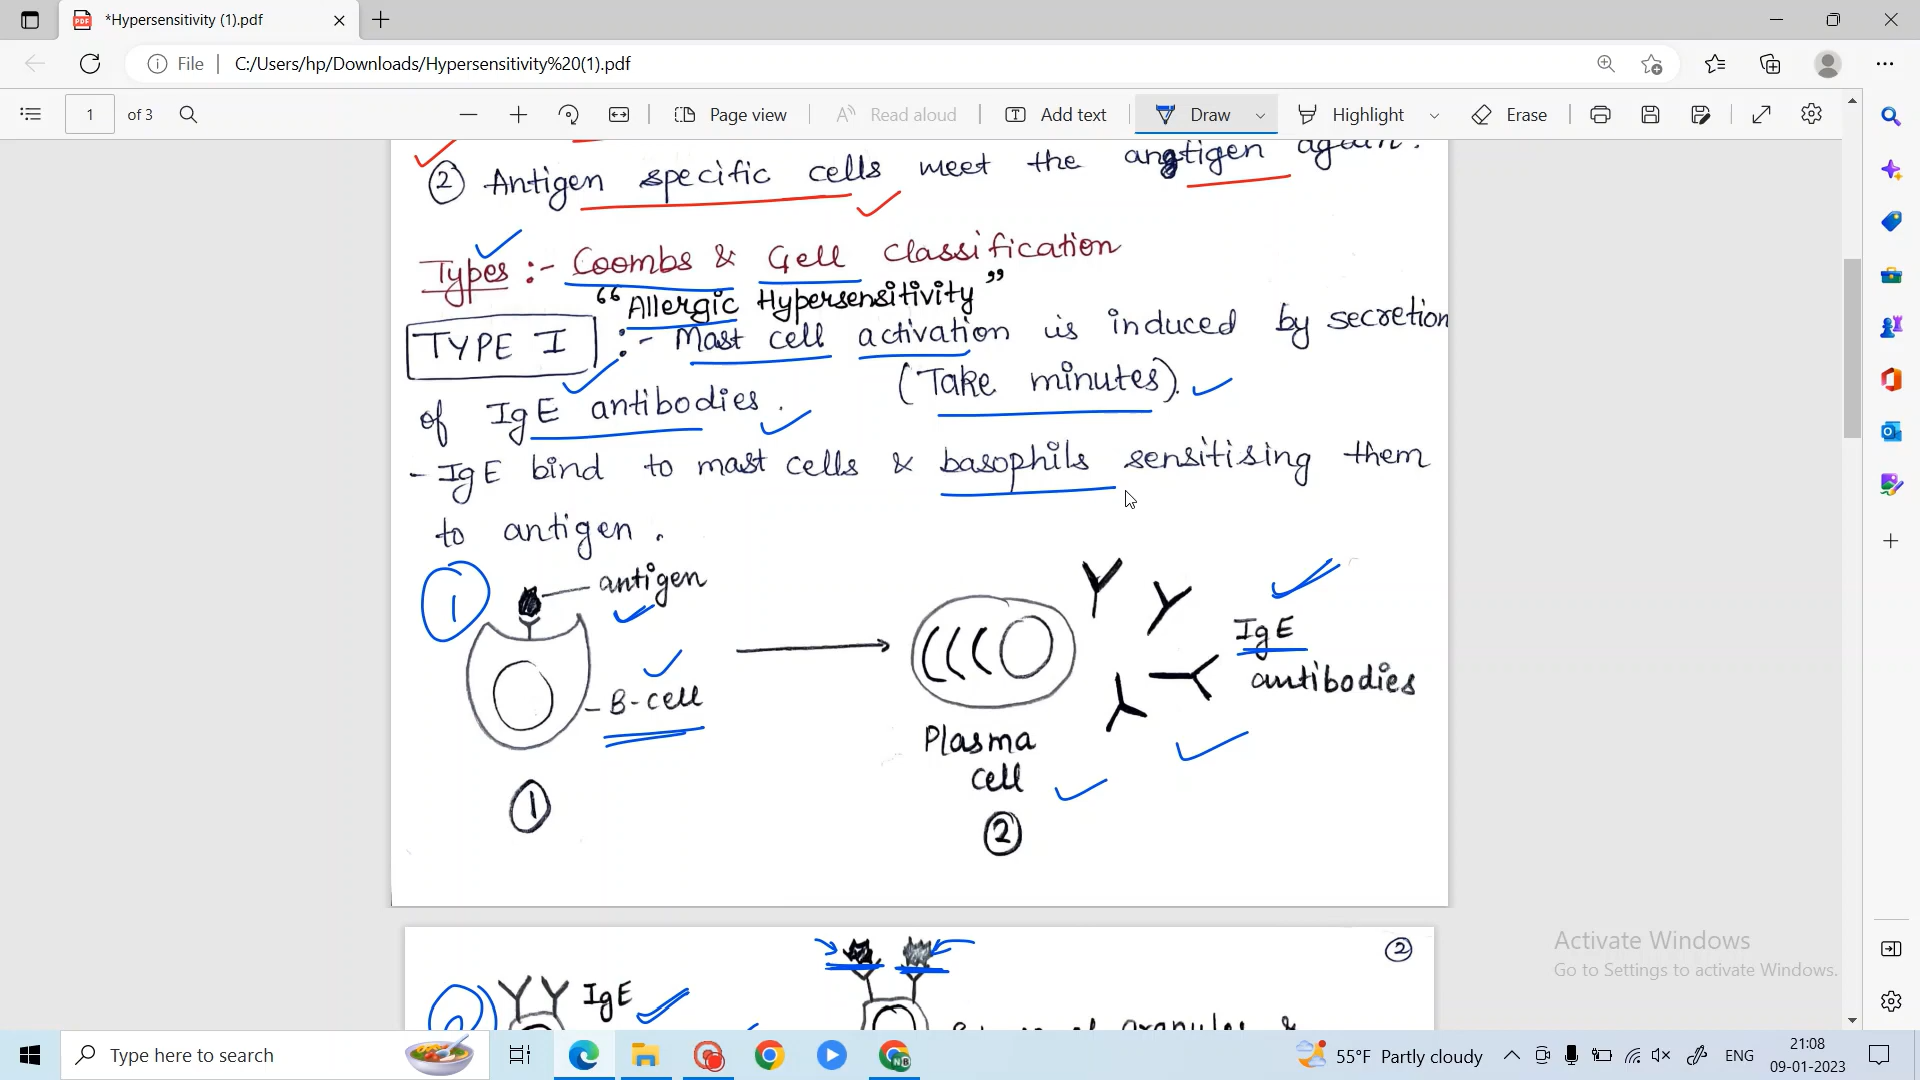 *Hypersensitivity (1).pdf
File
C:/Users/hp/Downloads/Hypersensitivity%20(1).pdf
1 of 3
Page view
Read aloud
Add text
Draw
Highlight
Erase
② Antigen specific cells meet the angtigen again.
Types :- Coombs & Gell Classification
"Allergic Hypersensitivity"
TYPE I :- Mast cell activation is induced by secretion
of IgE antibodies. (Take minutes).
- IgE bind to mast cells & basophils sensitising them
to antigen.
1
antigen
- B-cell
①
Plasma
cell
②
IgE
antibodies
②
IgE
Activate Windows
Go to Settings to activate Windows.
Type here to search
55°F Partly cloudy
ENG
21:08
09-01-2023